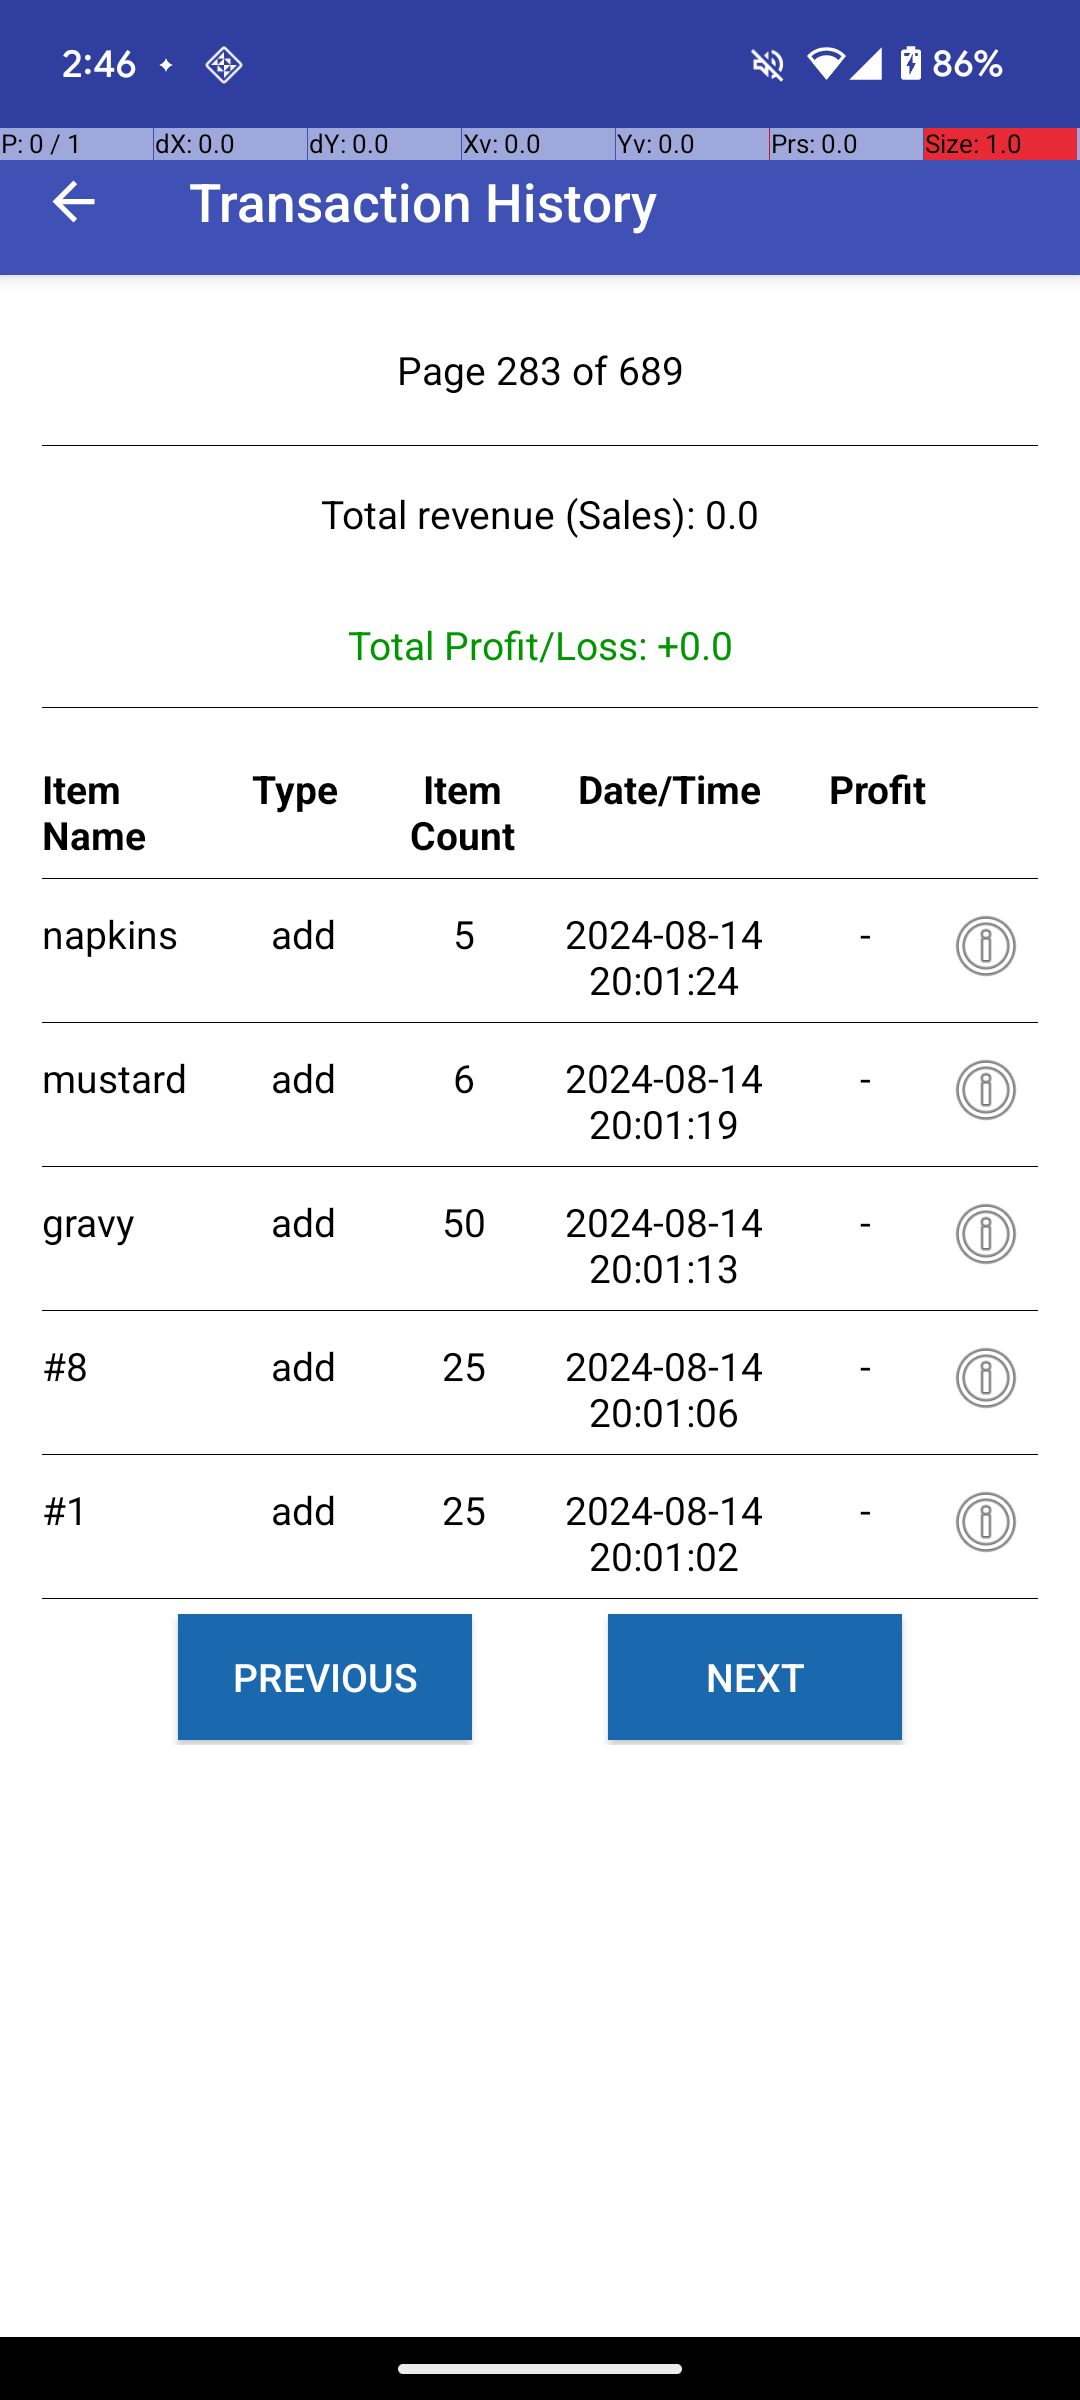 2:46
86%
P: 0 / 1 dX: 0.0 dY: 0.0 Xv: 0.0 Yv: 0.0 Prs: 0.0 Size: 1.0
Transaction History
Page 283 of 689
Total revenue (Sales): 0.0
Total Profit/Loss: +0.0
Item Name Type Item Count Date/Time Profit
napkins add 5 2024-08-14 20:01:24 -
mustard add 6 2024-08-14 20:01:19 -
gravy add 50 2024-08-14 20:01:13 -
#8 add 25 2024-08-14 20:01:06 -
#1 add 25 2024-08-14 20:01:02 -
PREVIOUS NEXT